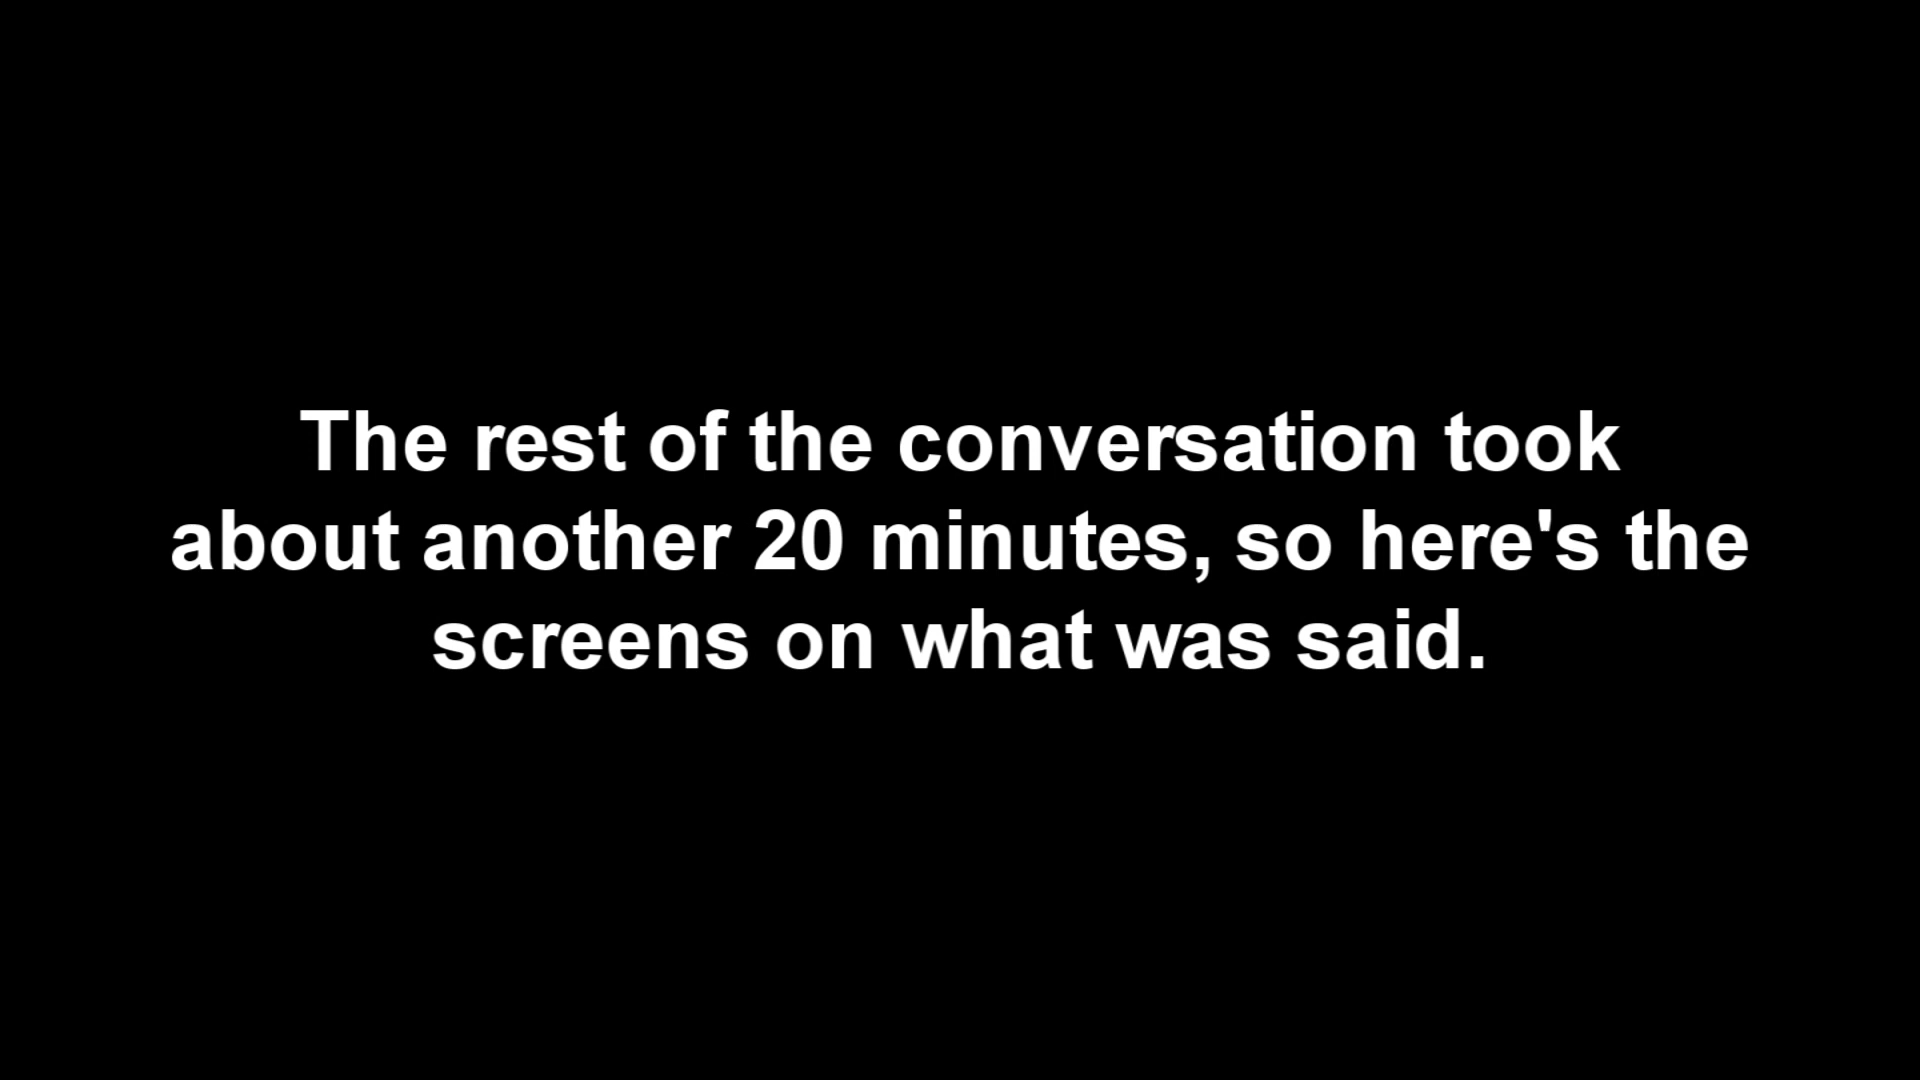 The rest of the conversation took
about another 20 minutes, so here's the
screens on what was said.